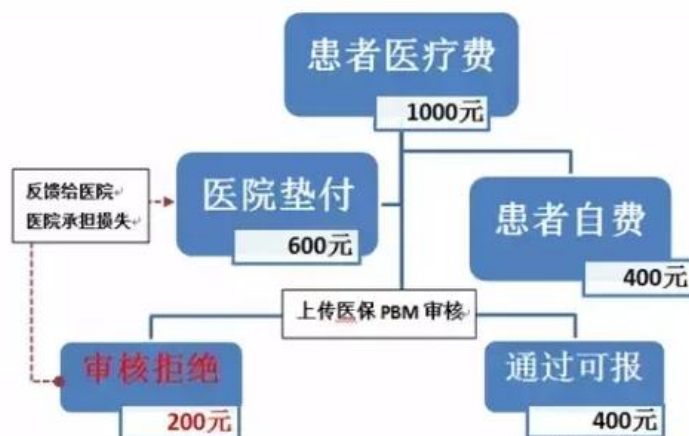 患者医疗费
1000元
反馈给医院
医院承担损失
医院垫付
600元
患者自费
400元
上传医保 PBM 审核
审核拒绝
200元
通过可报
400元